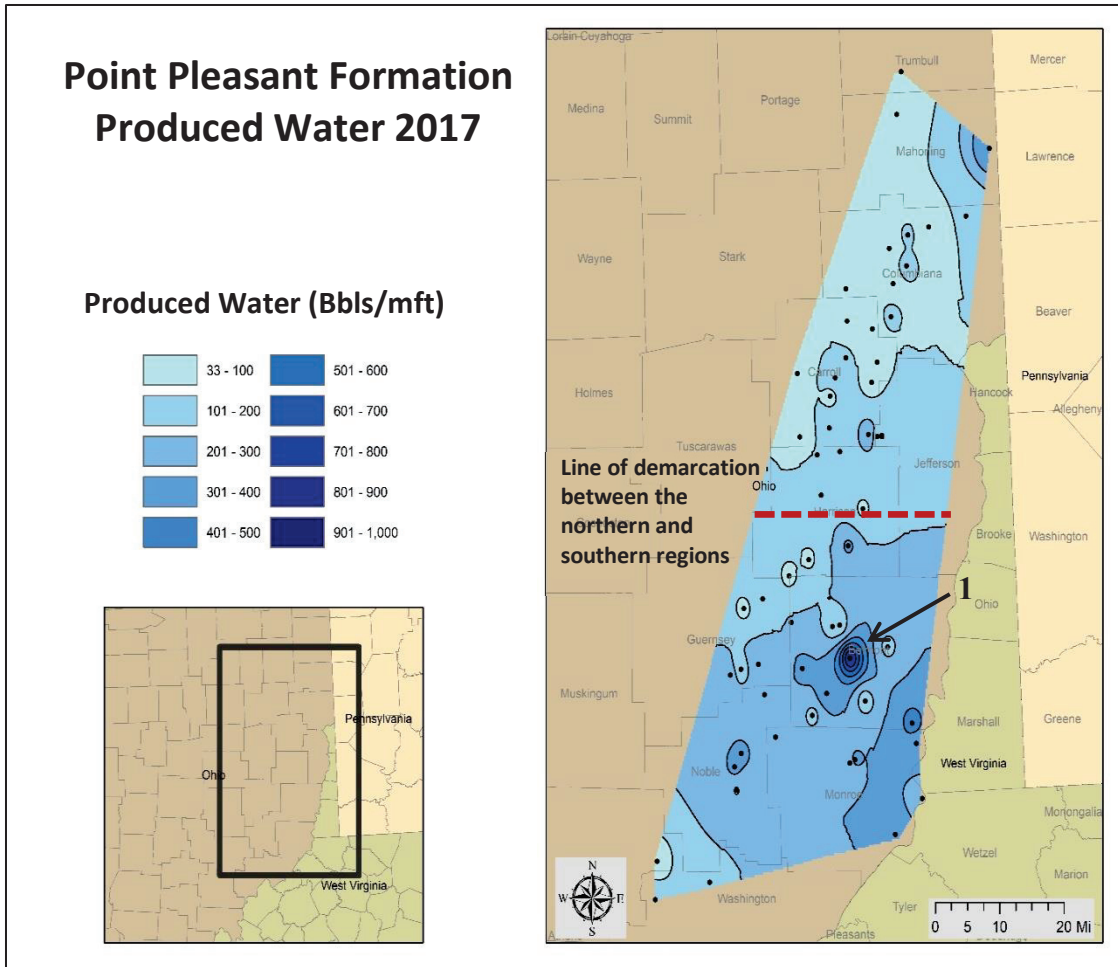 Point Pleasant Formation
Produced Water 2017
Produced Water (Bbls/mft)
33 - 100
101 - 200
201 - 300
301 - 400
401 - 500
501 - 600
601 - 700
701 - 800
801 - 900
901 - 1,000
Pennsylvania
Ohio
West Virginia
Lorain Cuyahoga
Trumbull
Mercer
Medina
Summit
Portage
Mahoning
Lawrence
Wayne
Stark
Columbiana
Beaver
Holmes
Carroll
Hancock
Pennsylvania
Allegheny
Tuscarawas
Jefferson
Line of demarcation
between the
northern and
southern regions
Ohio
Harrison
Brooke
Washington
1
Ohio
Guernsey
Belmont
Muskingum
Marshall
Greene
Noble
Monroe
West Virginia
Monongalia
Wetzel
Marion
Washington
Tyler
Pleasants
N
W
E
S
0 5 10 20 Mi